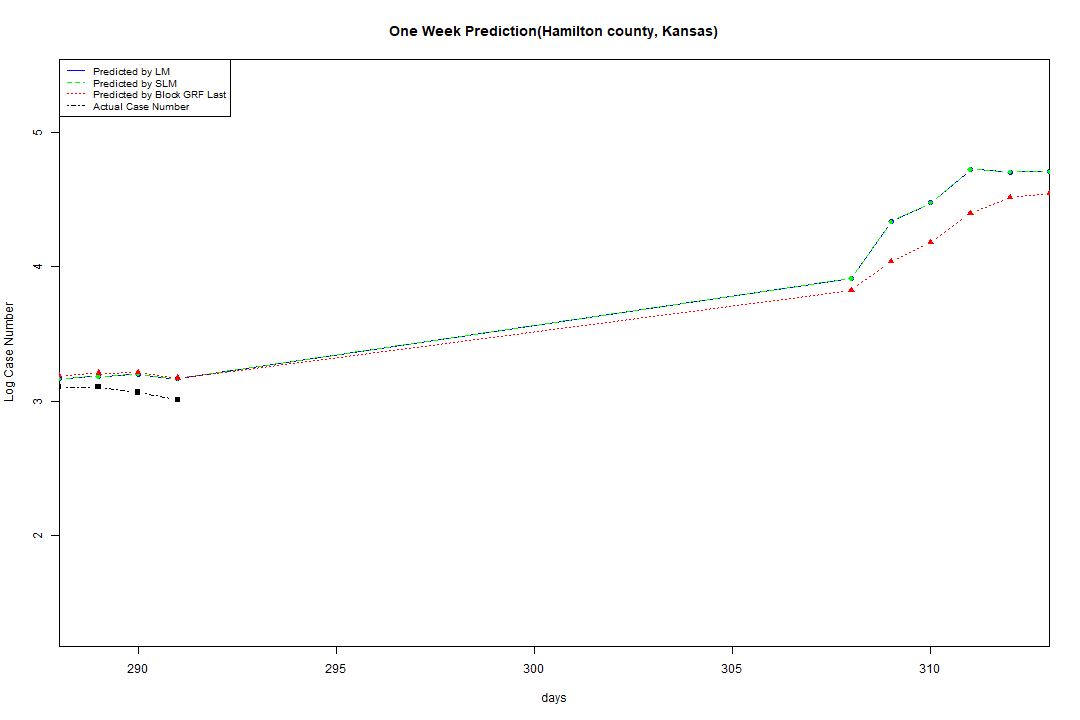 One Week Prediction(Hamilton county, Kansas)
Predicted by LM
Predicted by SLM
Predicted by Block GRF Last
Actual Case Number
5
4
3
2
Log Case Number
290 295 300 305 310
days